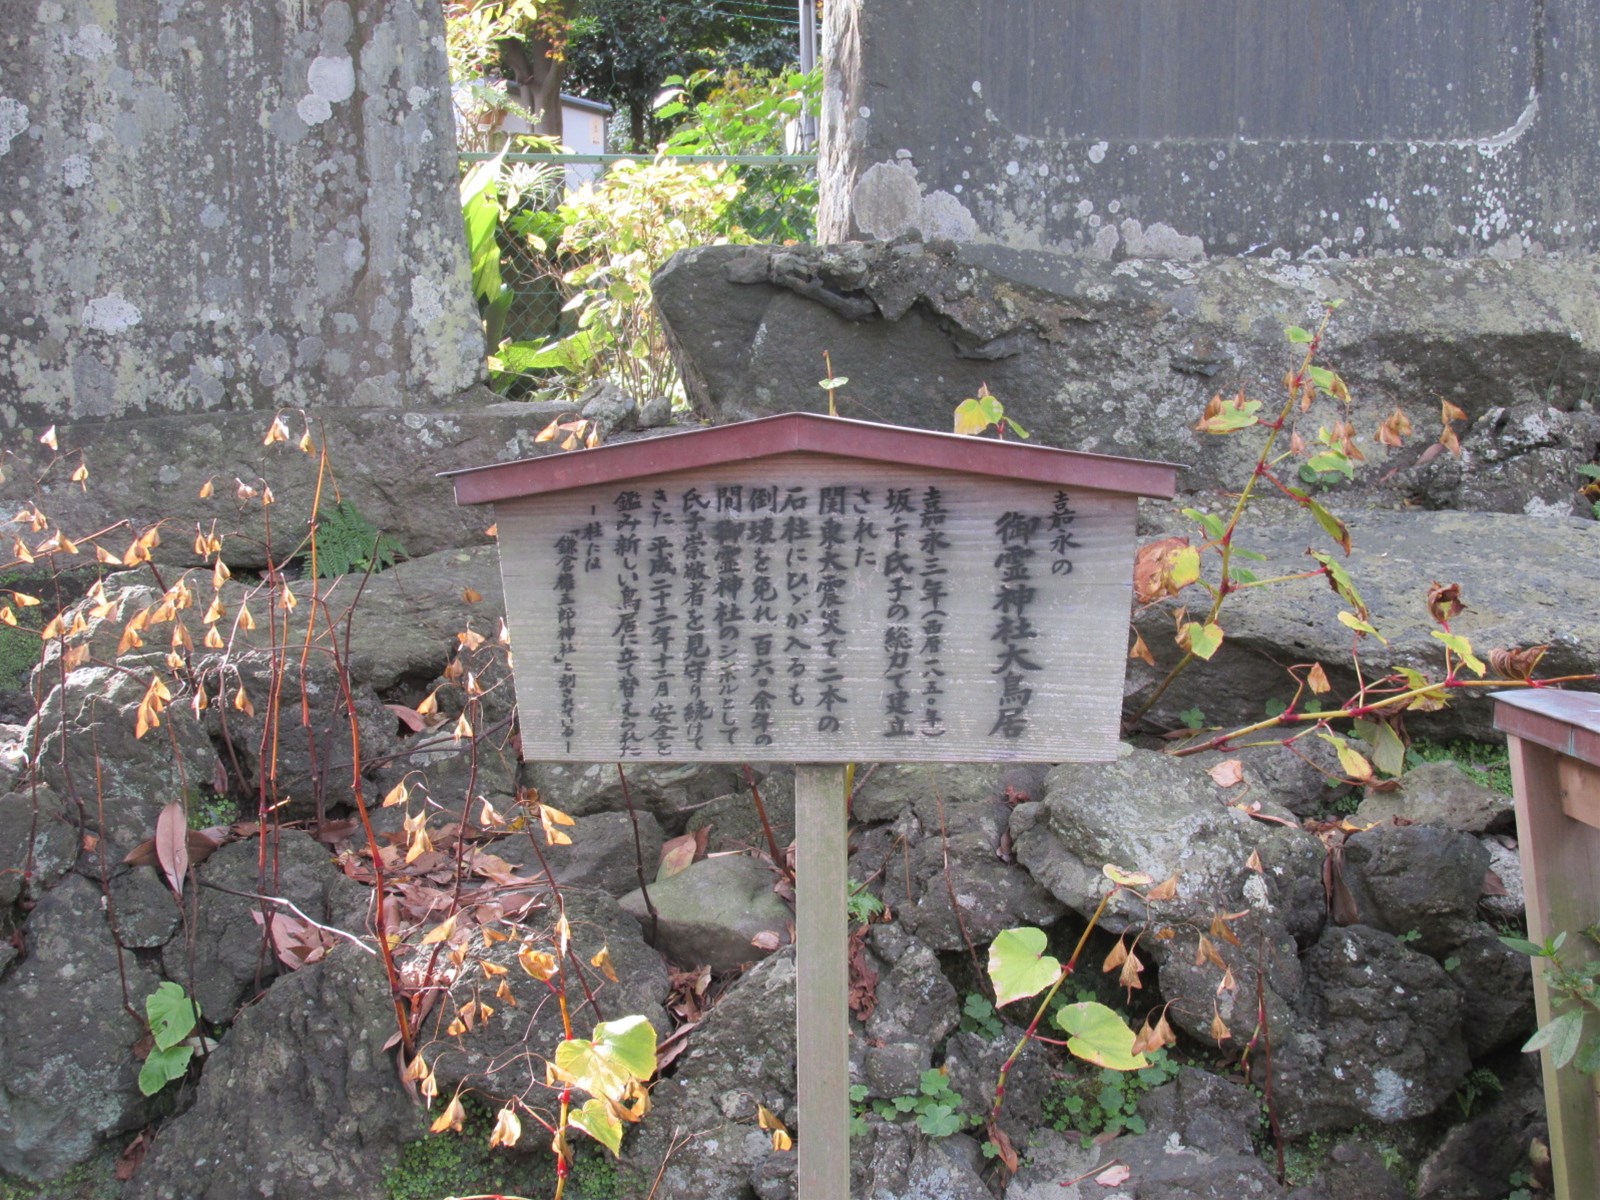 嘉永の
御霊神社大鳥居
嘉永三年(西暦一八五〇年)
坂ノ下氏子の総力で建立
された
関東大震災で二本の
石柱にひゞが入るも
倒壊を免れ 百六〇余年の
間 御霊神社のシンボルとして
氏子崇敬者を見守り続けて
きた 平成二十三年十二月 安全を
鑑み新しい鳥居に立て替えられた
ー柱には
「鎌倉権五郎神社」と刻されているー